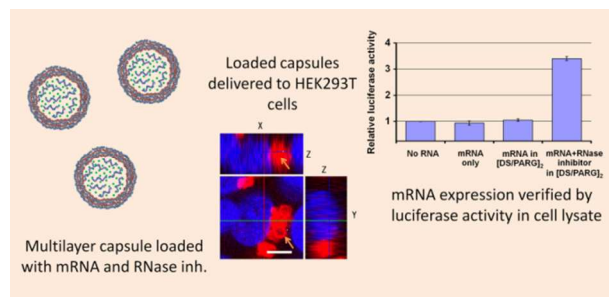 Loaded capsules
delivered to HEK293T
cells
X
Z
Z
Y
Multilayer capsule loaded
with mRNA and RNase inh.
Relative luciferase activity
4
3
2
1
No RNA
mRNA
only
mRNA in
[DS/PARG]2
mRNA+RNase
inhibitor
in [DS/PARG]2
mRNA expression verified by
luciferase activity in cell lysate